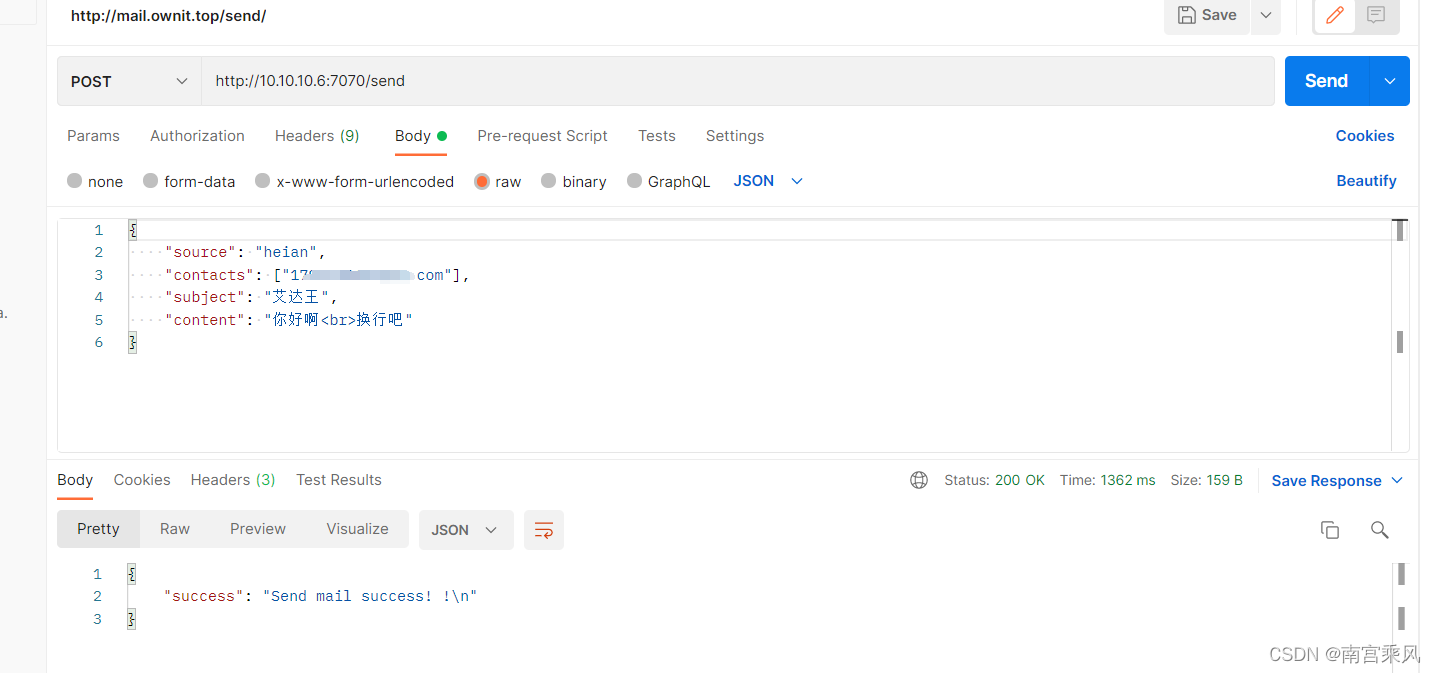 http://mail.ownit.top/send/
Save
POST http://10.10.10.6:7070/send Send
Params Authorization Headers (9) Body Pre-request Script Tests Settings Cookies
none form-data x-www-form-urlencoded raw binary GraphQL JSON Beautify
1 {
2 "source": "heian",
a.
3 "contacts": ["17 com"],
4 "subject": "艾达王",
5 "content": "你好啊<br>换行吧"
6 }
Body Cookies Headers (3) Test Results Status: 200 OK Time: 1362 ms Size: 159 B Save Response
Pretty Raw Preview Visualize JSON
1 {
2 "success": "Send mail success! !\n"
3 }
CSDN @南宫乘风